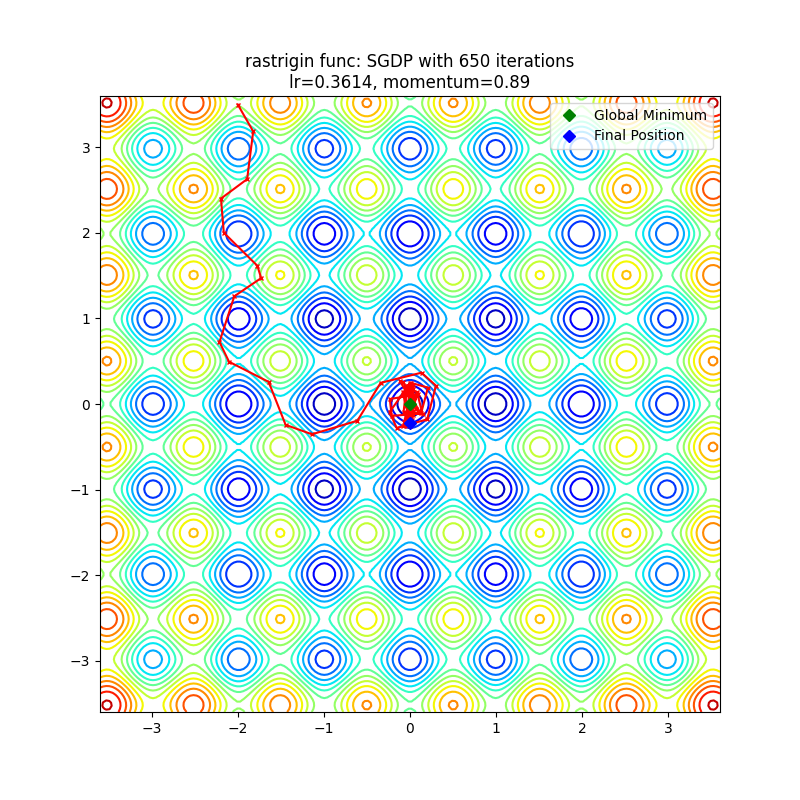 rastrigin func: SGDP with 650 iterations
lr=0.3614, momentum=0.89
Global Minimum
Final Position
3
2
1
0
−1
−2
−3
−3 −2 −1 0 1 2 3